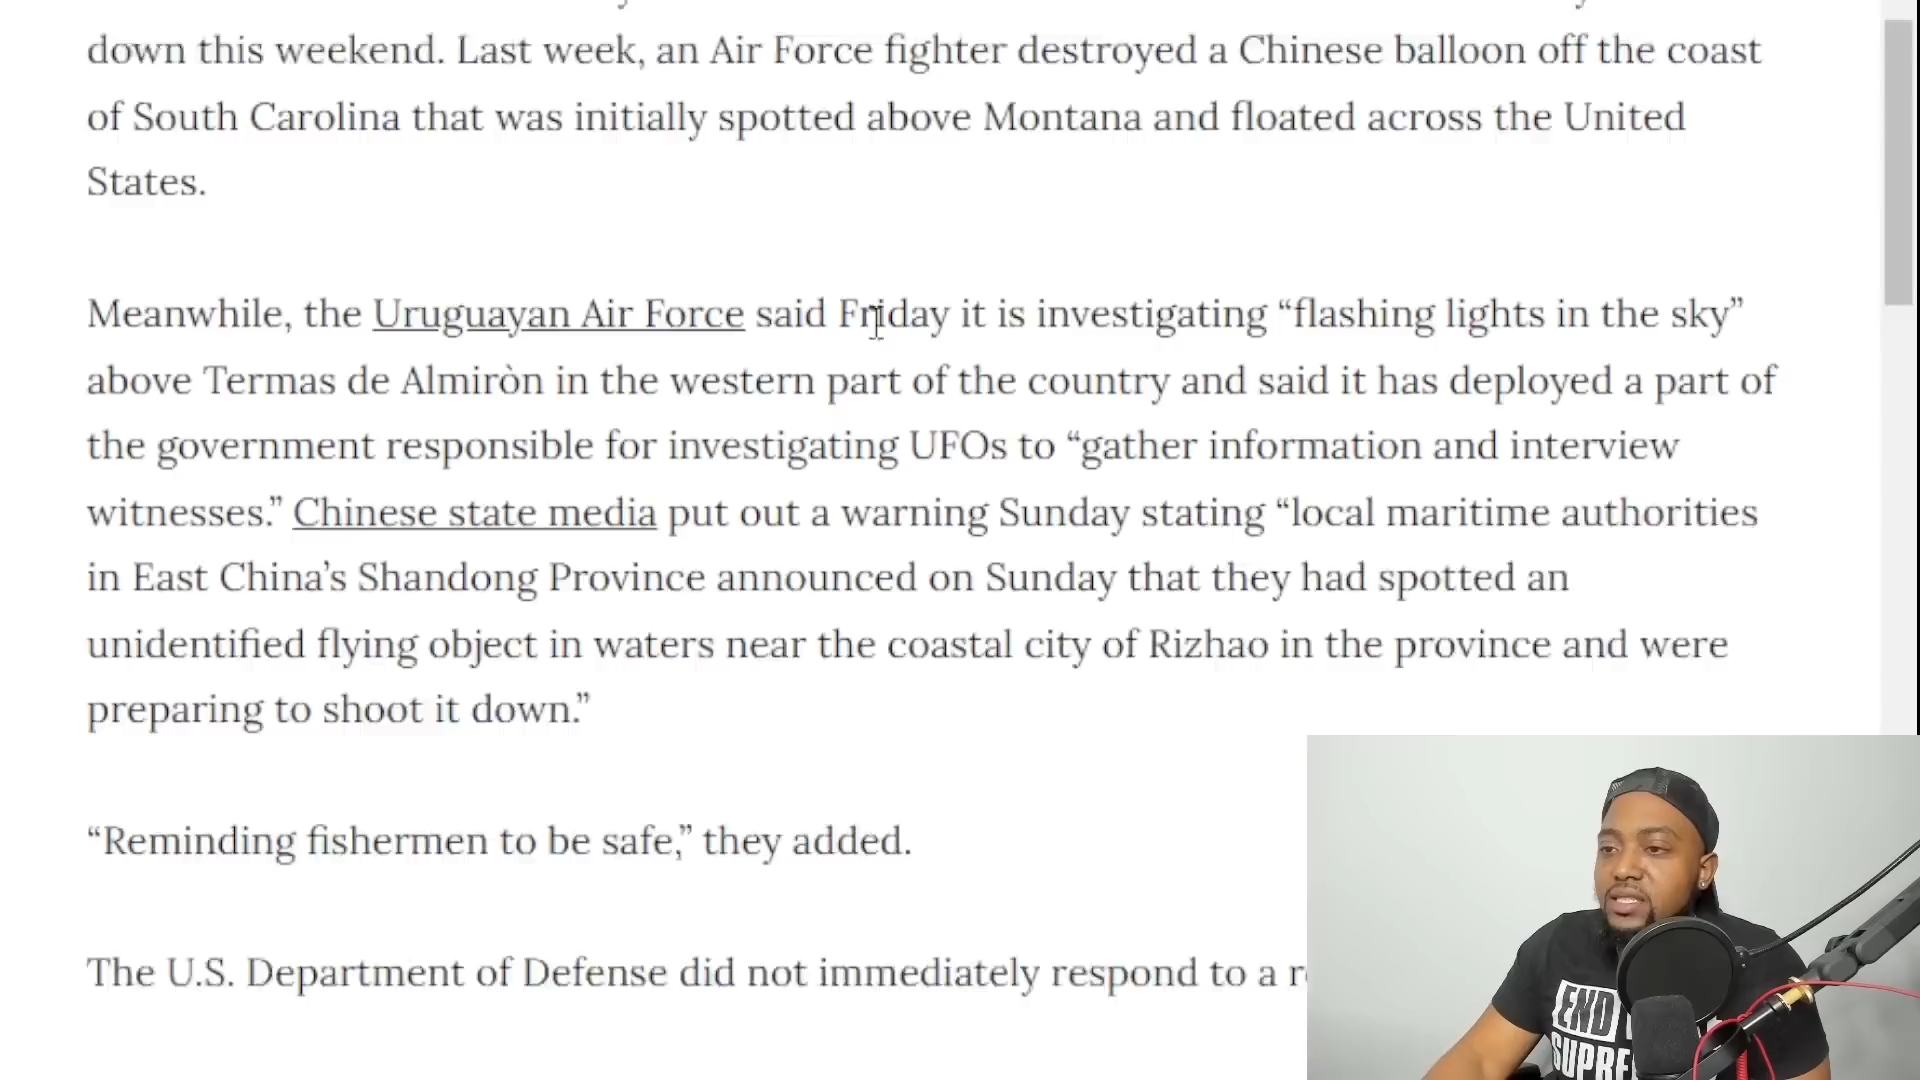 down this weekend. Last week, an Air Force fighter destroyed a Chinese balloon off the coast
of South Carolina that was initially spotted above Montana and floated across the United
States.
Meanwhile, the Uruguayan Air Force said Friday it is investigating “flashing lights in the sky”
above Termas de Almiròn in the western part of the country and said it has deployed a part of
the government responsible for investigating UFOs to “gather information and interview
witnesses.” Chinese state media put out a warning Sunday stating “local maritime authorities
in East China’s Shandong Province announced on Sunday that they had spotted an
unidentified flying object in waters near the coastal city of Rizhao in the province and were
preparing to shoot it down.”
“Reminding fishermen to be safe,” they added.
The U.S. Department of Defense did not immediately respond to a
END